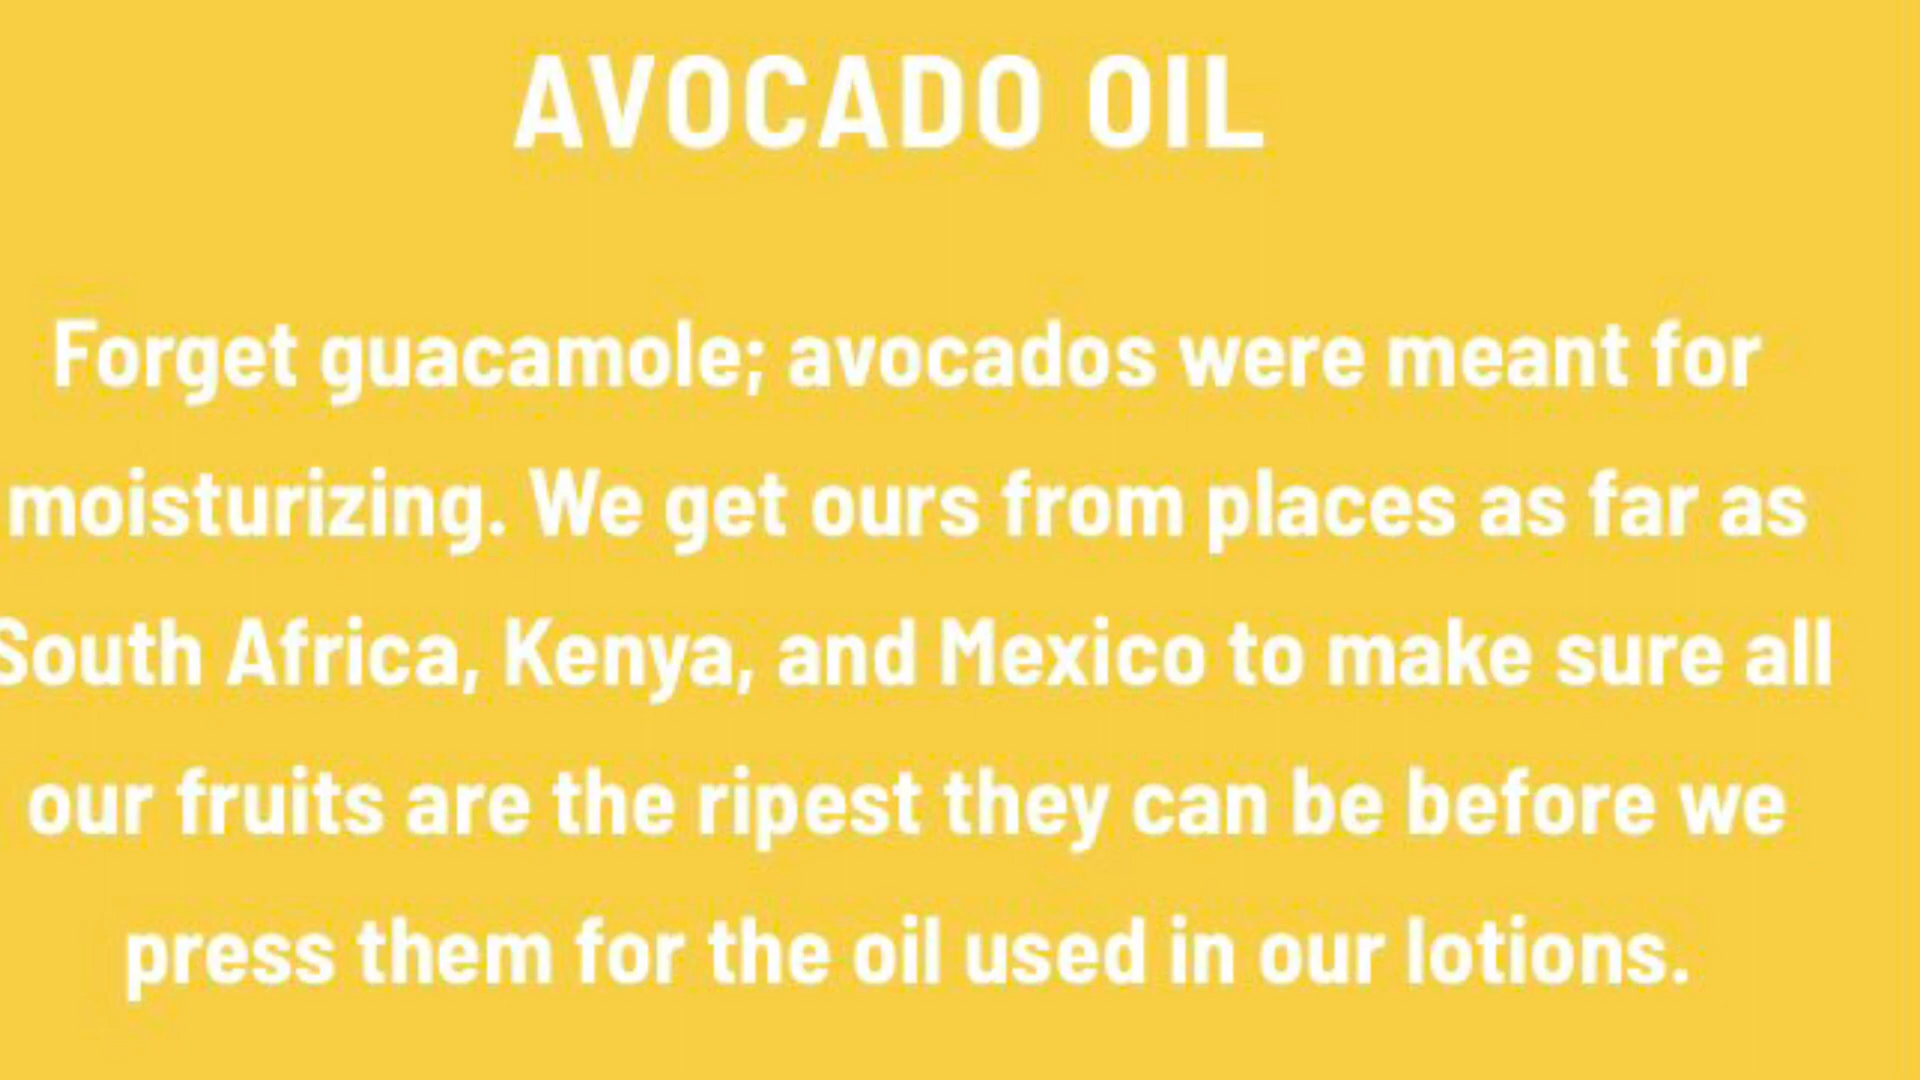 AVOCADO OIL
Forget guacamole; avocados were meant for
moisturizing. We get ours from places as far as
South Africa, Kenya, and Mexico to make sure all
our fruits are the ripest they can be before we
press them for the oil used in our lotions.